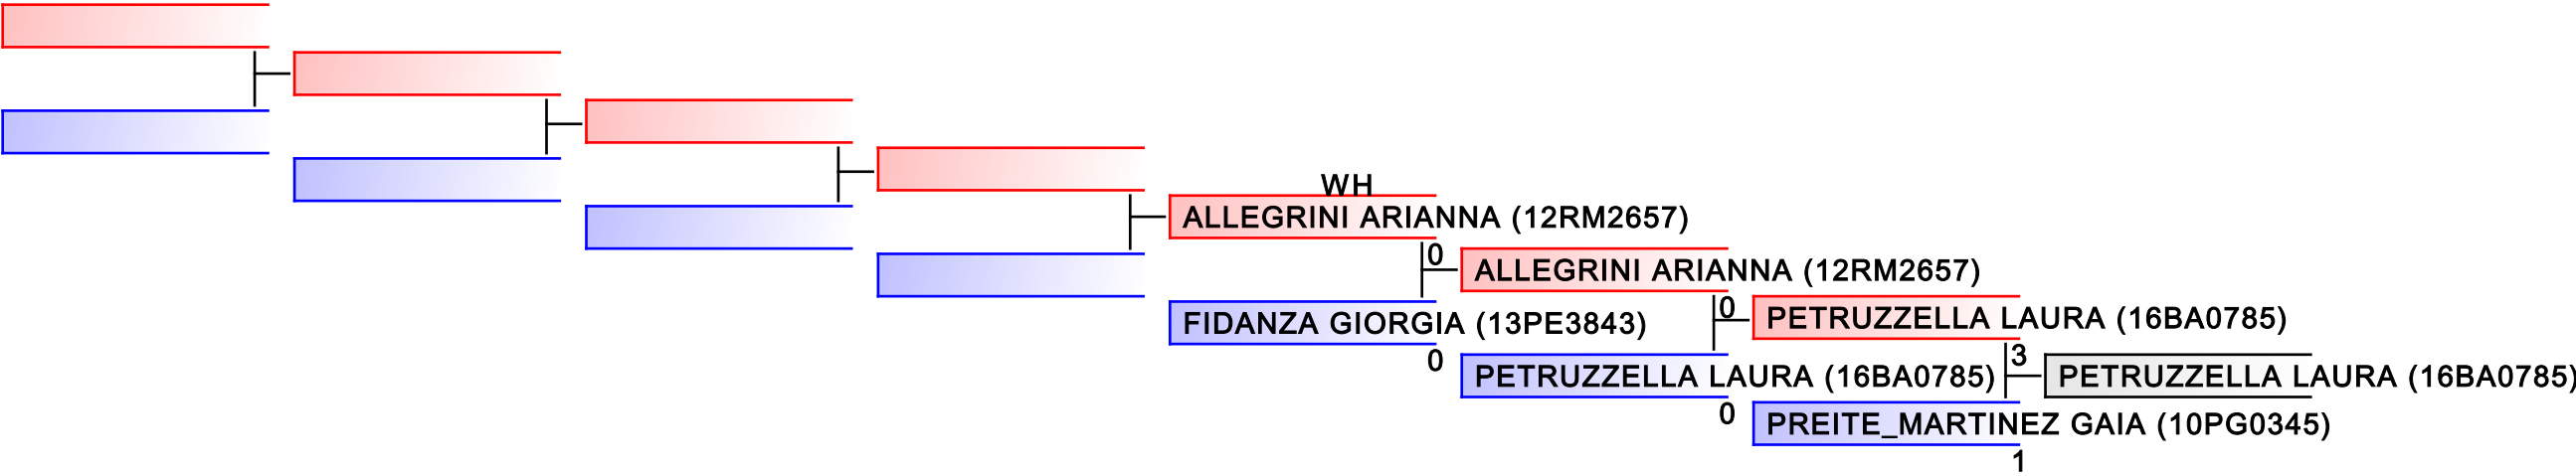 WH
ALLEGRINI ARIANNA (12RM2657)
0
ALLEGRINI ARIANNA (12RM2657)
0
FIDANZA GIORGIA (13PE3843)
PETRUZZELLA LAURA (16BA0785)
0
3
PETRUZZELLA LAURA (16BA0785)
PETRUZZELLA LAURA (16BA0785)
0
PREITE_MARTINEZ GAIA (10PG0345)
1